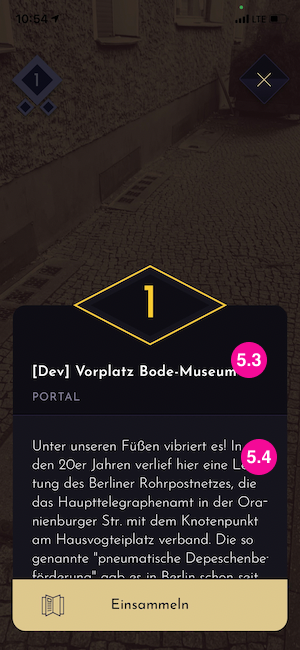 10:54
LTE
1
1
[Dev] Vorplatz Bode-Museum
5.3
PORTAL
Unter unseren Füßen vibriert es! In
5.4
den 20er Jahren verlief hier eine
tung des Berliner Rohrpostnetzes, die
das Haupttelegraphenamt in der Ora-
nienburger Str. mit dem Knotenpunkt
am Hausvogteiplatz verband. Die so
genannte "pneumatische Depeschenbe-
förderung" gab es in Berlin schon seit
Einsammeln